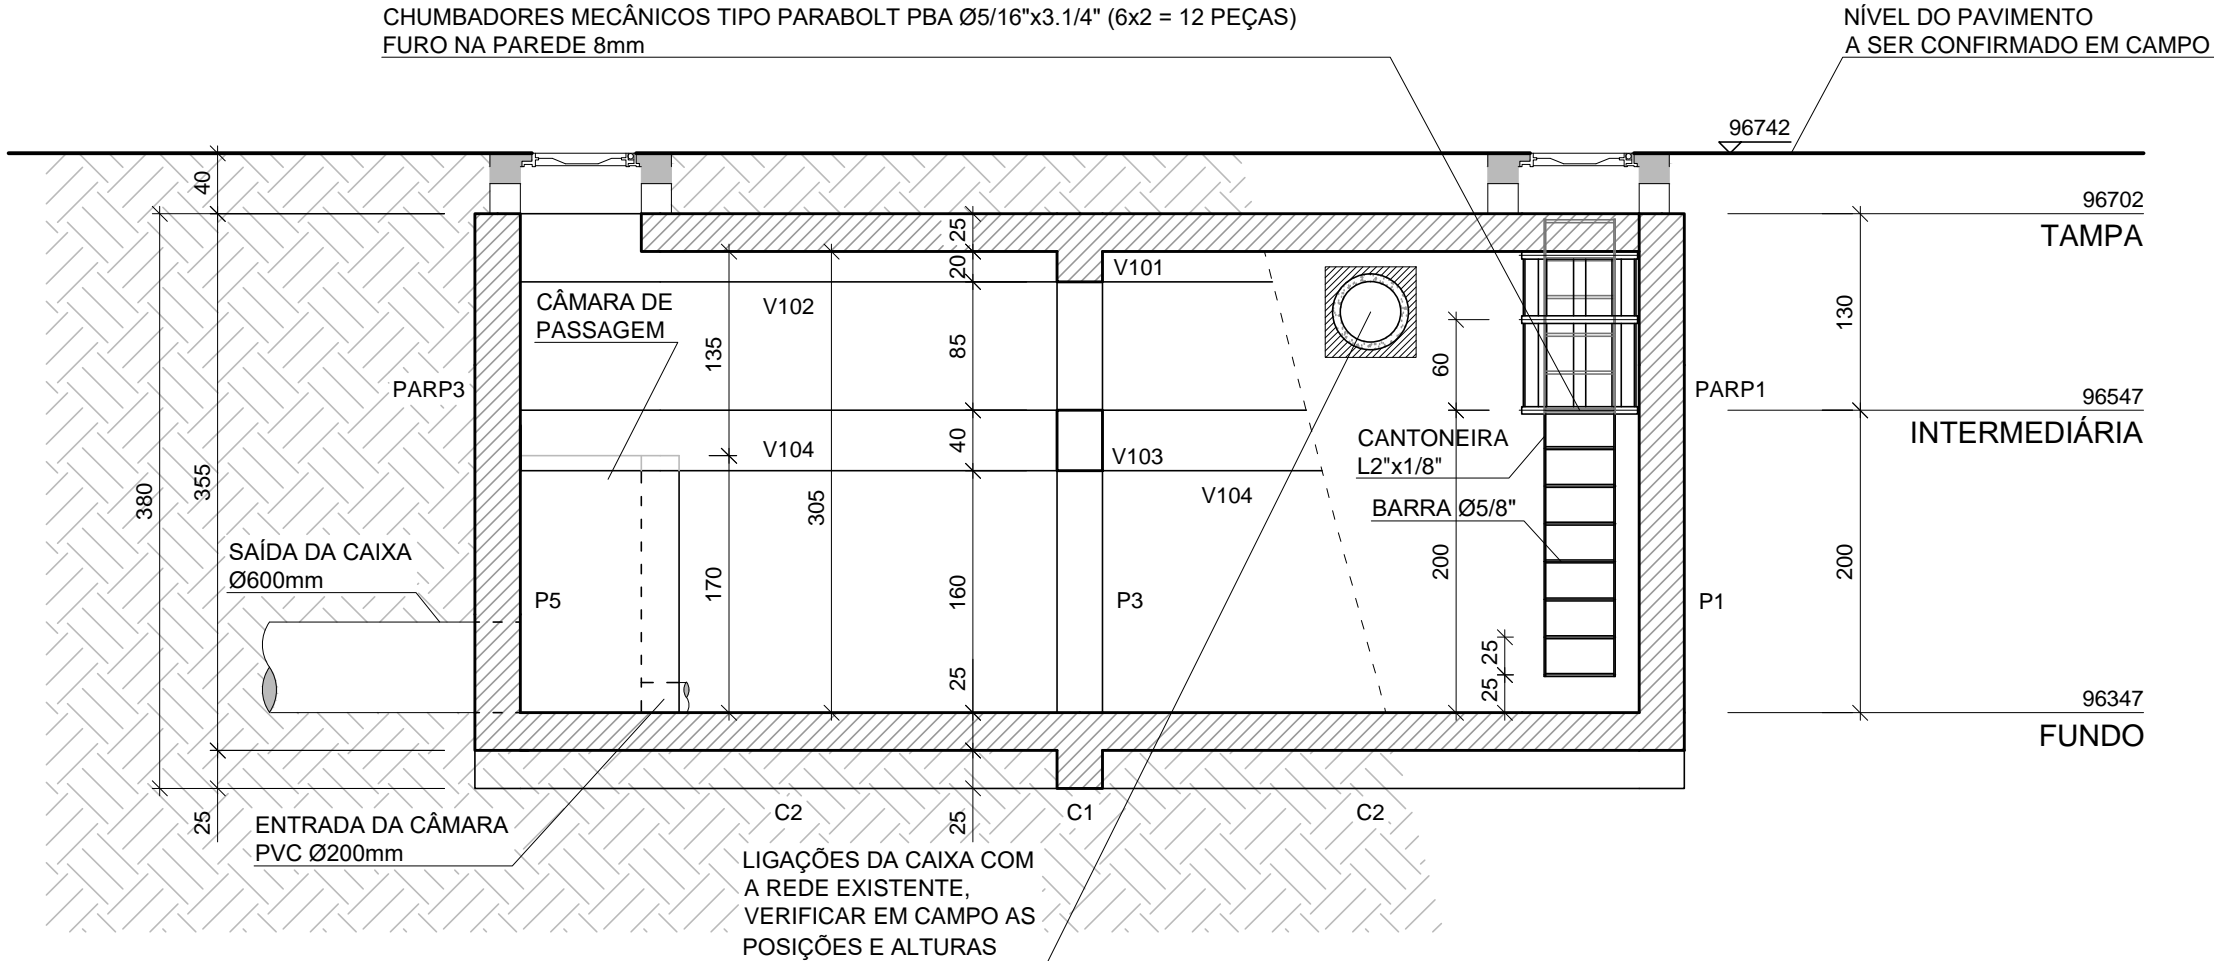 CHUMBADORES MECÂNICOS TIPO PARABOLT PBA Ø5/16"x3.1/4" (6x2 = 12 PEÇAS)
FURO NA PAREDE 8mm
NÍVEL DO PAVIMENTO
A SER CONFIRMADO EM CAMPO
96742
40
96702
TAMPA
25
20
V101
V102
CÂMARA DE
PASSAGEM
135
85
60
130
PARP3
PARP1
96547
INTERMEDIÁRIA
V104
40
V103
CANTONEIRA
L2"x1/8"
V104
BARRA Ø5/8"
380
355
305
SAÍDA DA CAIXA
Ø600mm
170
160
200
200
P5
P3
P1
25
25
25
96347
FUNDO
25
ENTRADA DA CÂMARA
PVC Ø200mm
C2
25
C1
C2
LIGAÇÕES DA CAIXA COM
A REDE EXISTENTE,
VERIFICAR EM CAMPO AS
POSIÇÕES E ALTURAS